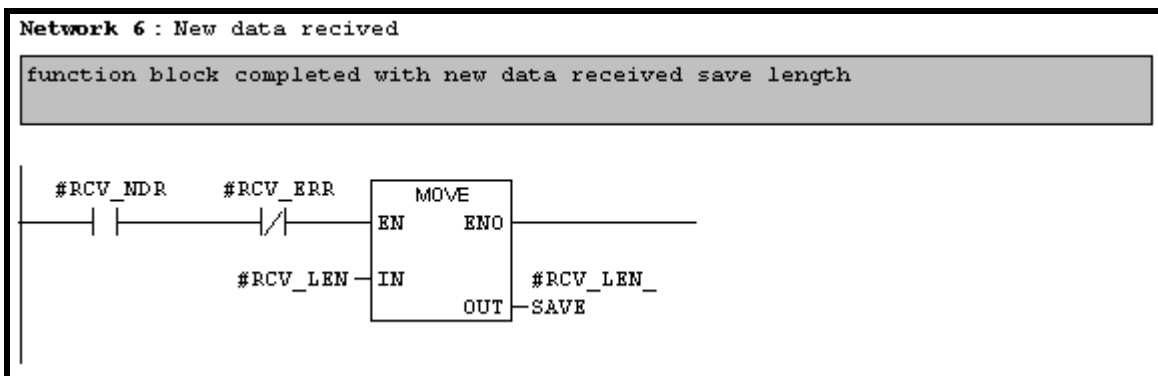 Network 6 : New data recived
function block completed with new data received save length
#RCV_NDR #RCV_ERR
MOVE
EN ENO
#RCV_LEN IN #RCV_LEN_
OUT SAVE